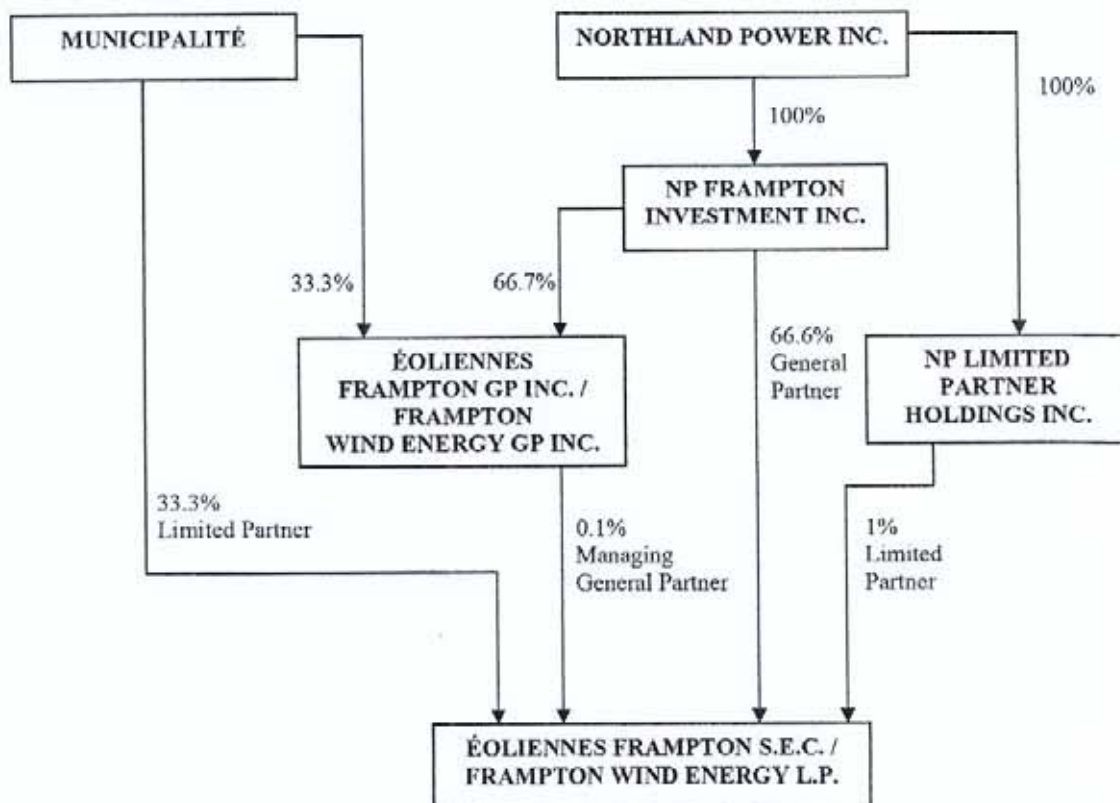 MUNICIPALITÉ
NORTHLAND POWER INC.
100%
100%
NP FRAMPTON
INVESTMENT INC.
33.3%
66.7%
ÉOLIENNES
FRAMPTON GP INC. /
FRAMPTON
WIND ENERGY GP INC.
66.6%
General
Partner
NP LIMITED
PARTNER
HOLDINGS INC.
33.3%
Limited Partner
0.1%
Managing
General Partner
1%
Limited
Partner
ÉOLIENNES FRAMPTON S.E.C. /
FRAMPTON WIND ENERGY L.P.